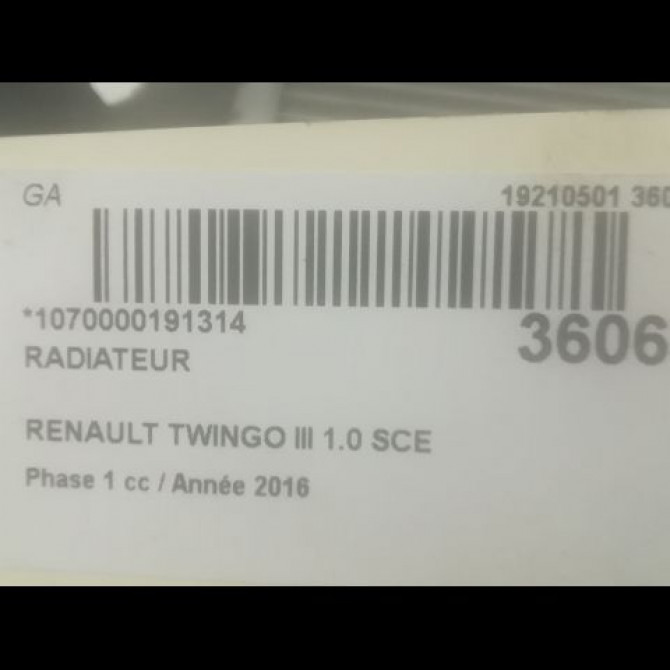 GA 19210501 360
*1070000191314 3606
RADIATEUR
RENAULT TWINGO III 1.0 SCE
Phase 1 cc / Année 2016